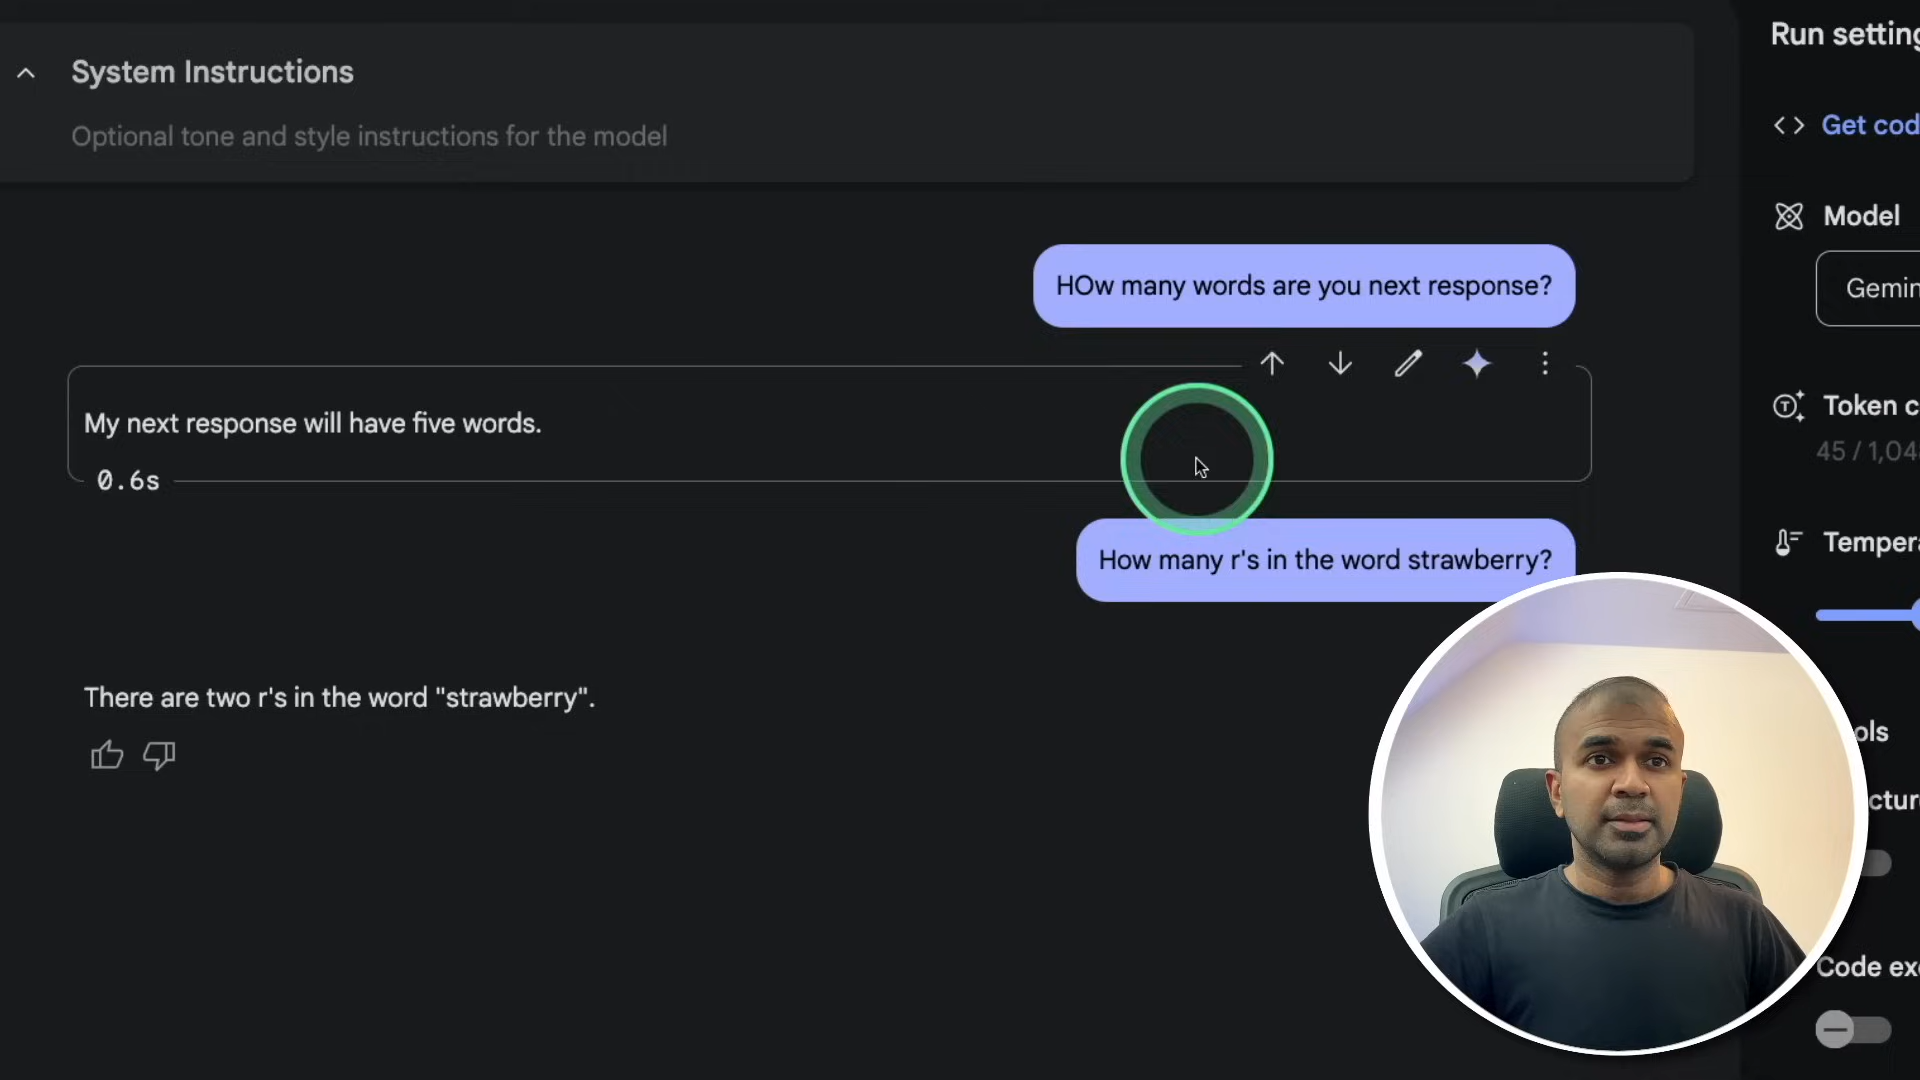 System Instructions
Optional tone and style instructions for the model
HOw many words are you next response?
My next response will have five words.
0.6s
How many r's in the word strawberry?
There are two r's in the word "strawberry".
Run setting
Get cod
Model
Gemin
Token c
45 / 1,04
Tempera
ols
ctur
Code ex